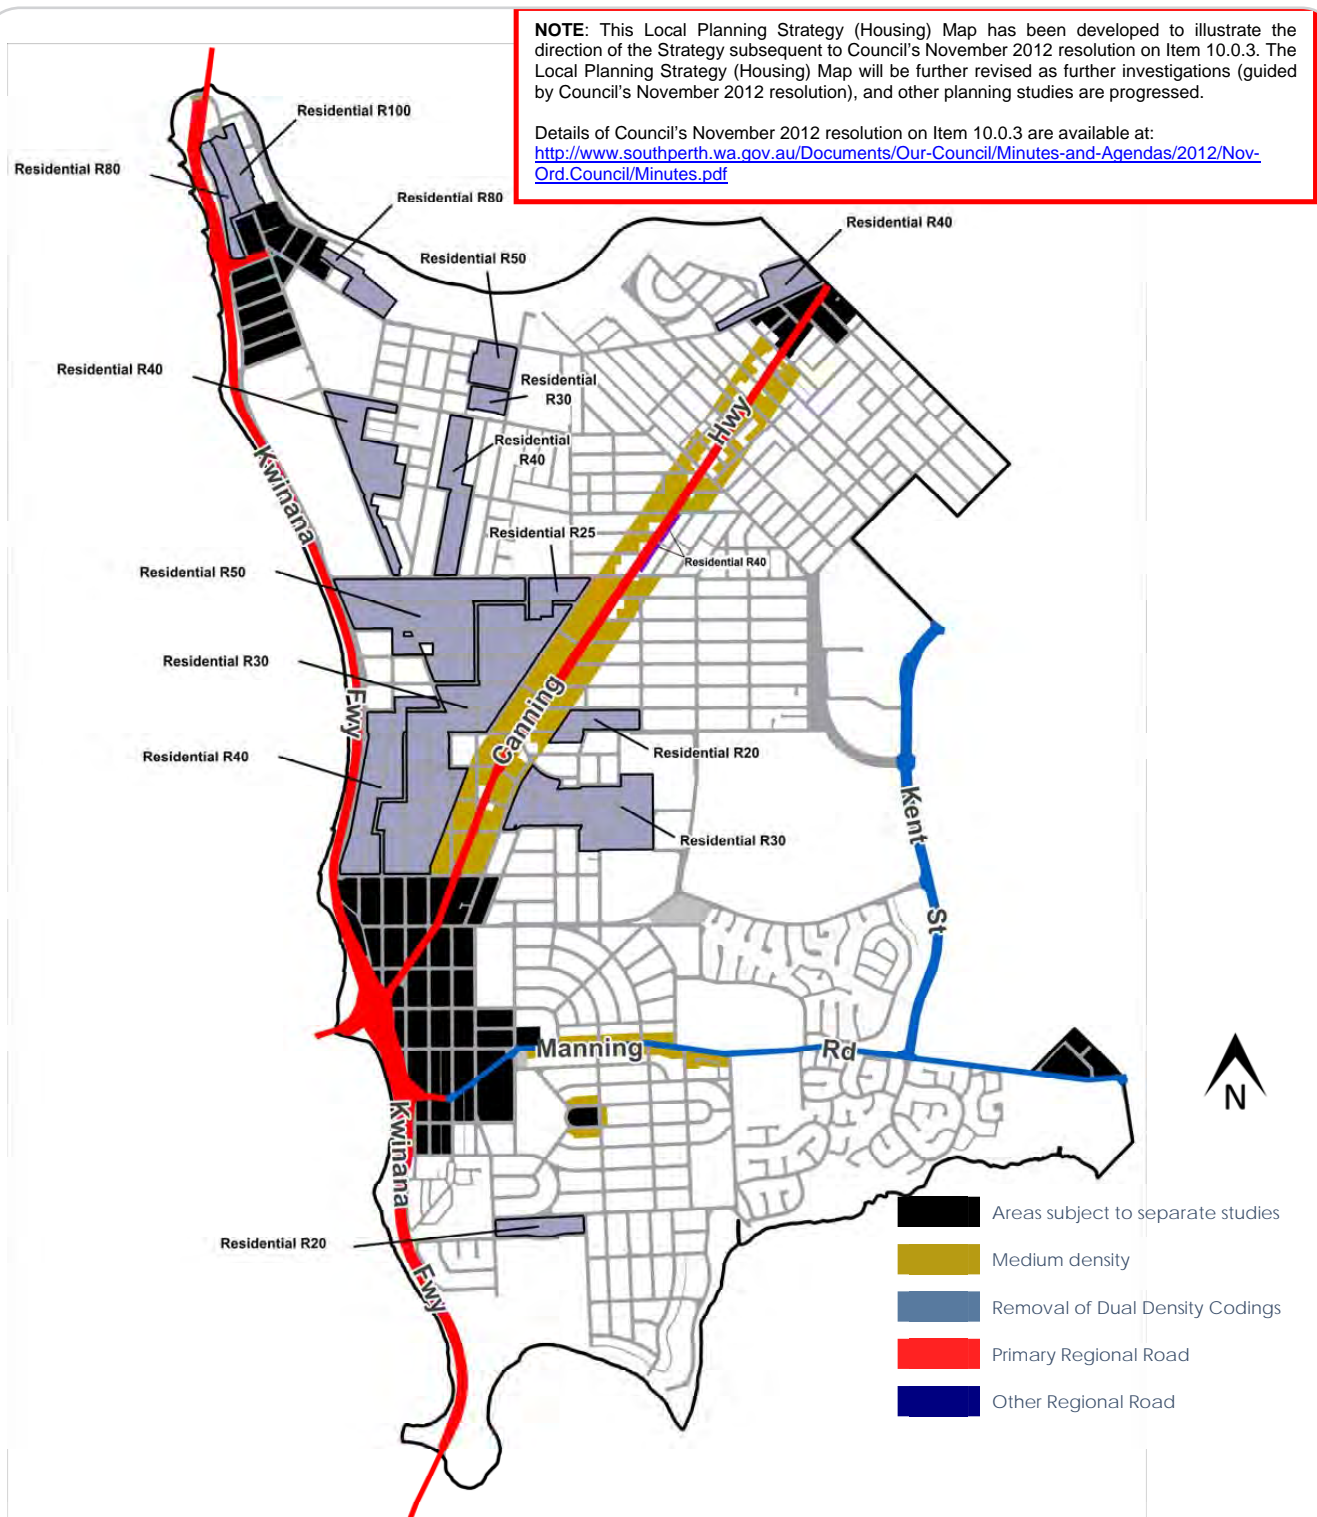 NOTE: This Local Planning Strategy (Housing) Map has been developed to illustrate the
direction of the Strategy subsequent to Council's November 2012 resolution on Item 10.0.3. The
Local Planning Strategy (Housing) Map will be further revised as further investigations (guided
by Council's November 2012 resolution), and other planning studies are progressed.
Details of Council's November 2012 resolution on Item 10.0.3 are available at:
http://www.southperth.wa.gov.au/Documents/Our-Council/Minutes-and-Agendas/2012/Nov-
Ord.Council/Minutes.pdf
Residential R100
Residential R80
Residential R80
Residential R40
Residential R50
Residential R40
Residential
R30
Hwy
Residential
R40
Kwinana
Residential R25
Residential R40
Residential R50
Residential R30
Fwy
Canning
Residential R40
Residential R20
Kent
Residential R30
St
Manning
Rd
N
Kwinana
Residential R20
Fwy
Areas subject to separate studies
Medium density
Removal of Dual Density Codings
Primary Regional Road
Other Regional Road